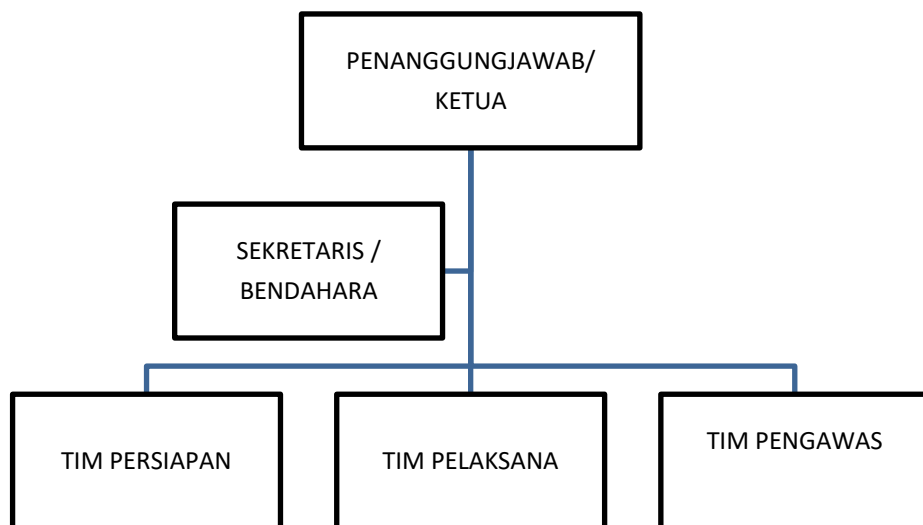 PENANGGUNGJAWAB/
KETUA
SEKRETARIS /
BENDAHARA
TIM PERSIAPAN
TIM PELAKSANA
TIM PENGAWAS